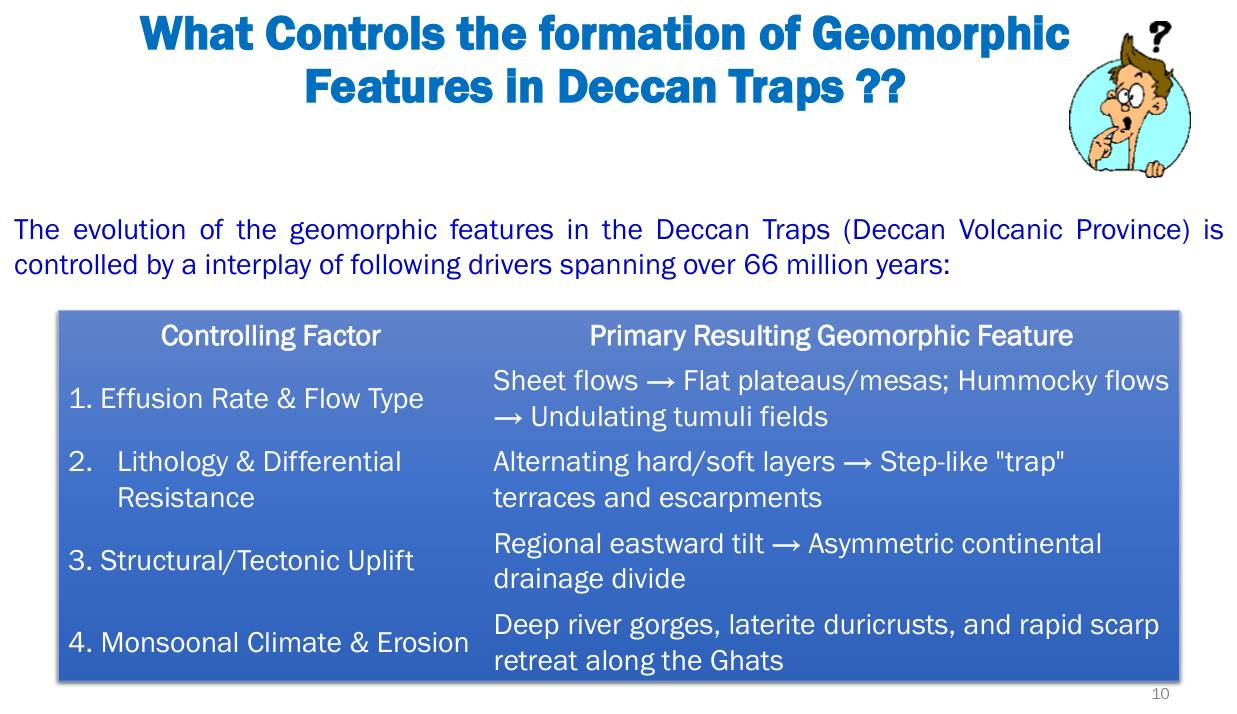 What Controls the formation of Geomorphic
Features in Deccan Traps ??
?
The evolution of the geomorphic features in the Deccan Traps (Deccan Volcanic Province) is
controlled by a interplay of following drivers spanning over 66 million years:
Controlling Factor
Primary Resulting Geomorphic Feature
1. Effusion Rate & Flow Type
Sheet flows → Flat plateaus/mesas; Hummocky flows
→ Undulating tumuli fields
2. Lithology & Differential
Resistance
Alternating hard/soft layers → Step-like "trap"
terraces and escarpments
3. Structural/Tectonic Uplift
Regional eastward tilt → Asymmetric continental
drainage divide
4. Monsoonal Climate & Erosion
Deep river gorges, laterite duricrusts, and rapid scarp
retreat along the Ghats
10